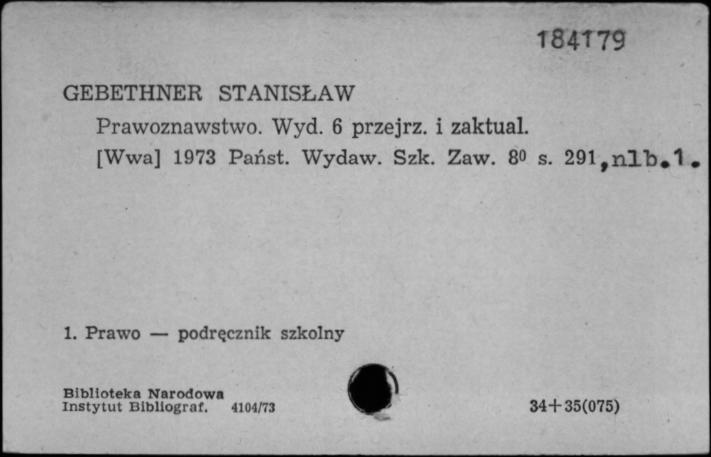 184179
GEBETHNER STANISŁAW
Prawoznawstwo. Wyd. 6 przejrz. i zaktual.
[Wwa] 1973 Państ. Wydaw. Szk. Zaw. 8⁰ s. 291,nlb.1.
1. Prawo — podręcznik szkolny
Biblioteka Narodowa
Instytut Bibliograf. 4104/73
34+35(075)